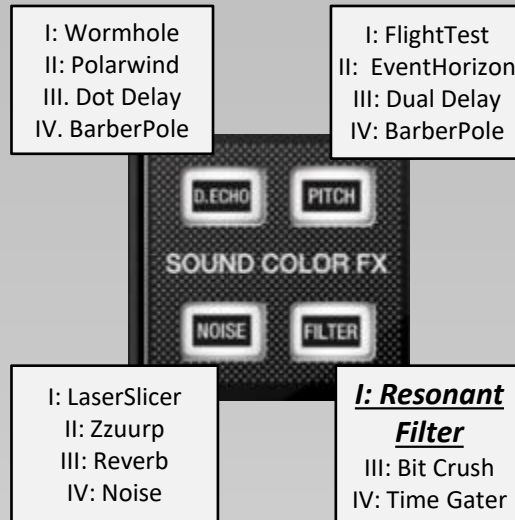 I: Wormhole
II: Polarwind
III. Dot Delay
IV. BarberPole
I: FlightTest
II: EventHorizon
III: Dual Delay
IV: BarberPole
D.ECHO
PITCH
SOUND COLOR FX
NOISE
FILTER
I: LaserSlicer
II: Zzuurp
III: Reverb
IV: Noise
I: Resonant
Filter
III: Bit Crush
IV: Time Gater